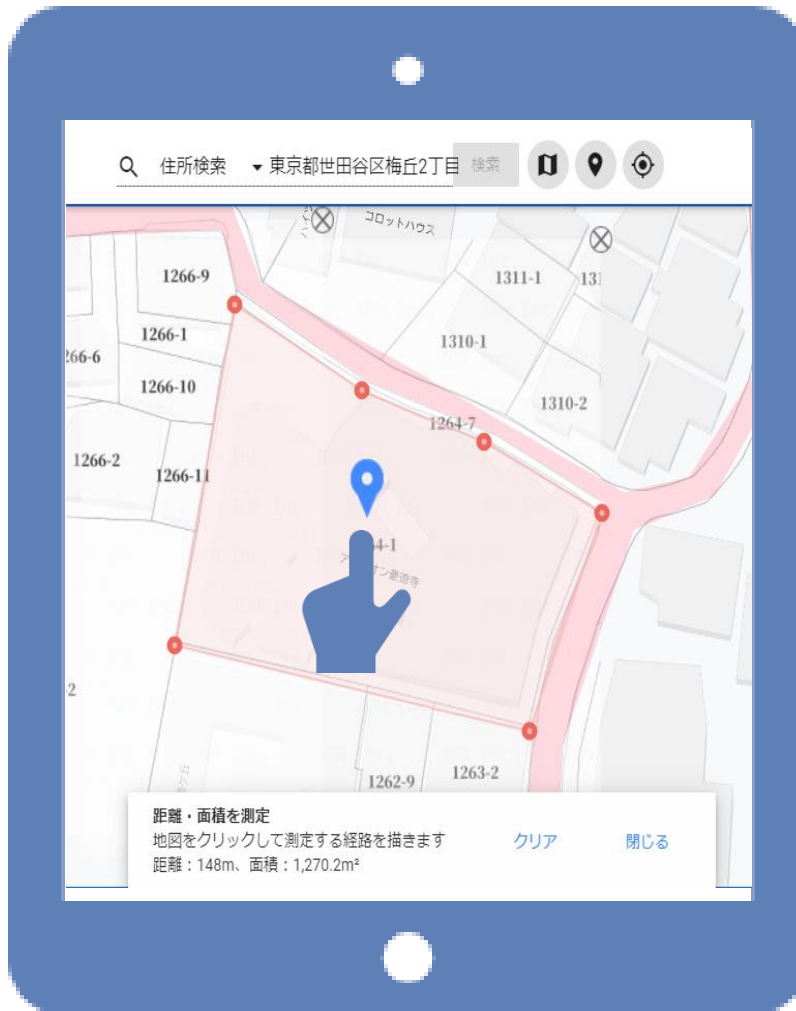 住所検索
東京都世田谷区梅丘2丁目
検索
コロットハウス
1266-9
1311-1
1266-1
1310-1
1266-10
1310-2
1264-7
1266-2
1266-11
1262-9
1263-2
距離・面積を測定
地図をクリックして測定する経路を描きます
クリア
閉じる
距離:148m、面積:1,270.2m²